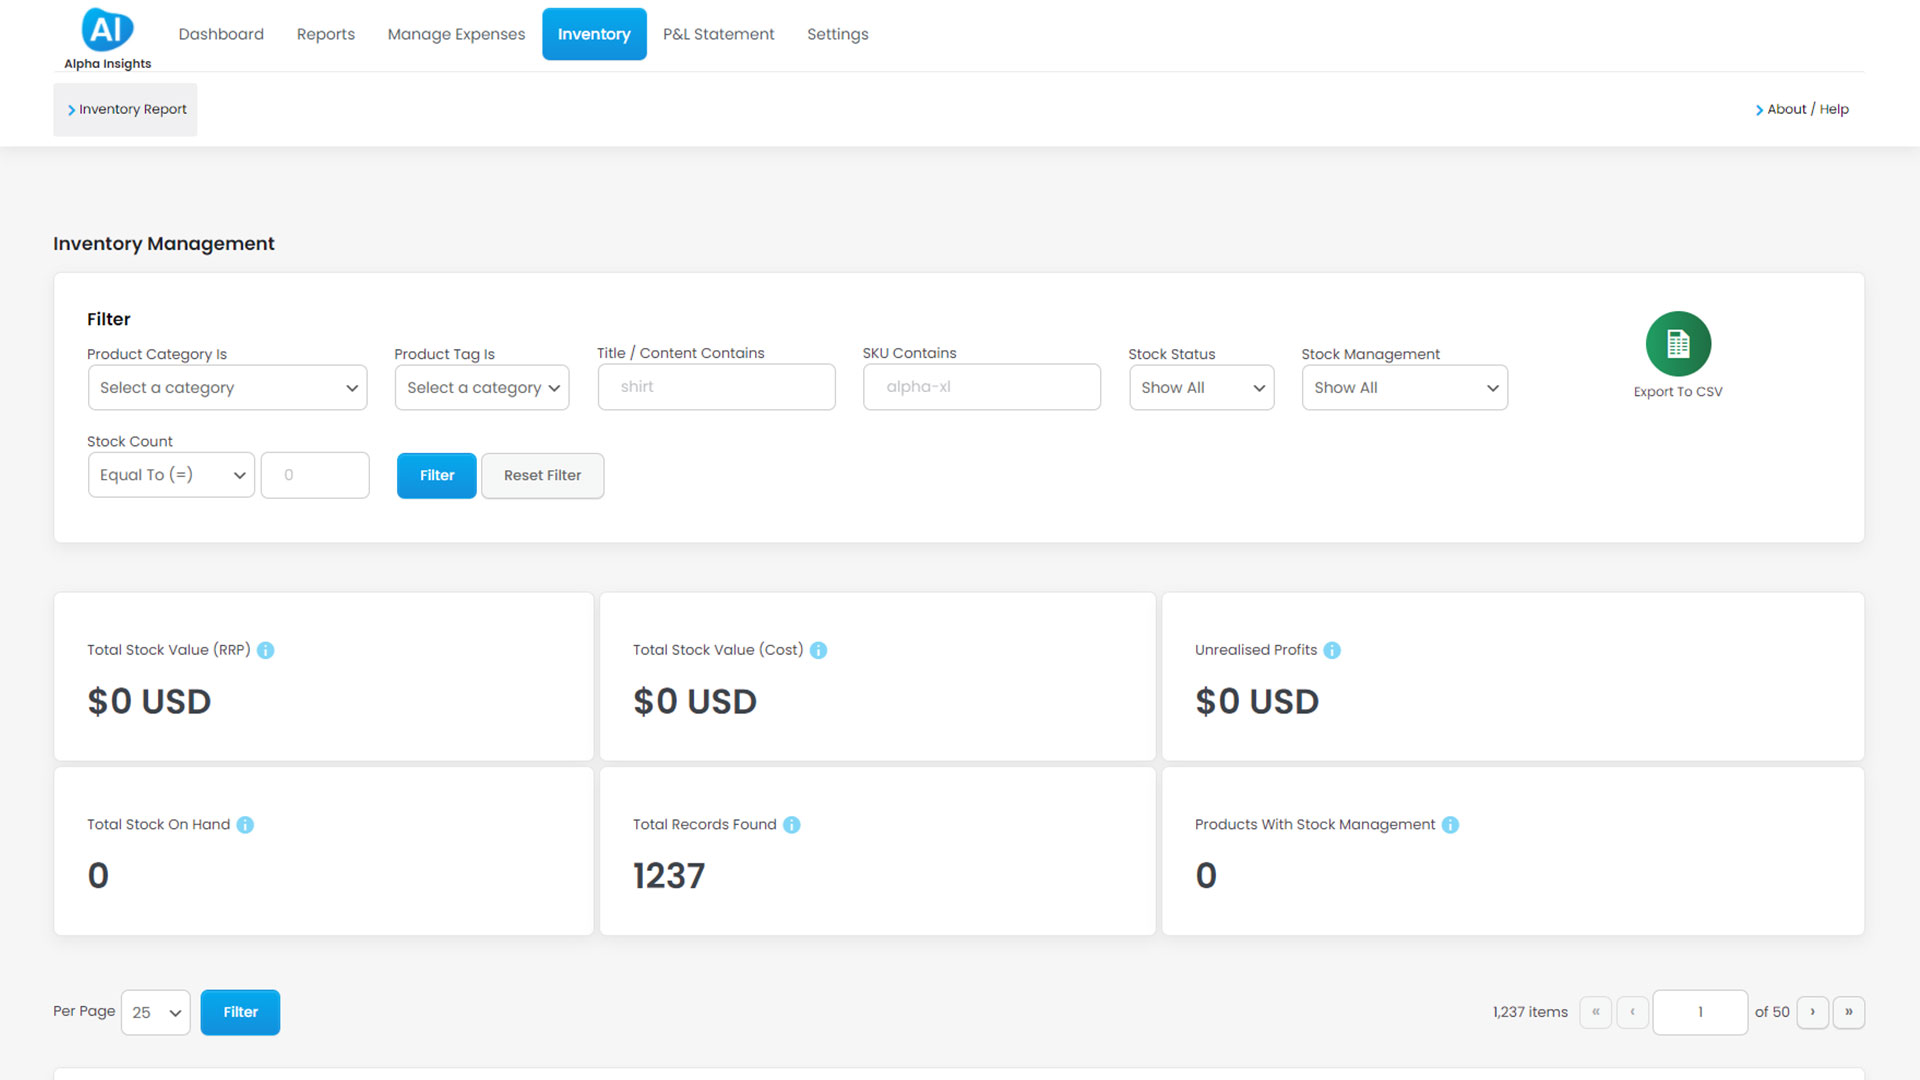 AI
Alpha Insights
Dashboard Reports Manage Expenses Inventory P&L Statement Settings
Inventory Report
About / Help
Inventory Management
Filter
Product Category Is Product Tag Is Title / Content Contains SKU Contains Stock Status Stock Management
Select a category Select a category shirt alpha-xl Show All Show All
Export To CSV
Stock Count
Equal To (=) 0 Filter Reset Filter
Total Stock Value (RRP) i Total Stock Value (Cost) i Unrealised Profits i
$0 USD $0 USD $0 USD
Total Stock On Hand i Total Records Found i Products With Stock Management i
0 1237 0
Per Page 25 Filter 1,237 items « ‹ 1 of 50 › »